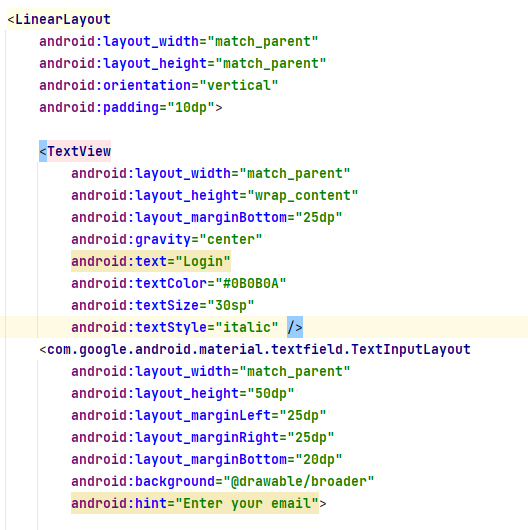 <LinearLayout
android:layout_width="match_parent"
android:layout_height="match_parent"
android:orientation="vertical"
android:padding="10dp">
<TextView
android:layout_width="match_parent"
android:layout_height="wrap_content"
android:layout_marginBottom="25dp"
android:gravity="center"
android:text="Login"
android:textColor="#0B0B0A"
android:textSize="30sp"
android:textStyle="italic" />
<com.google.android.material.textfield.TextInputLayout
android:layout_width="match_parent"
android:layout_height="50dp"
android:layout_marginLeft="25dp"
android:layout_marginRight="25dp"
android:layout_marginBottom="20dp"
android:background="@drawable/broader"
android:hint="Enter your email">